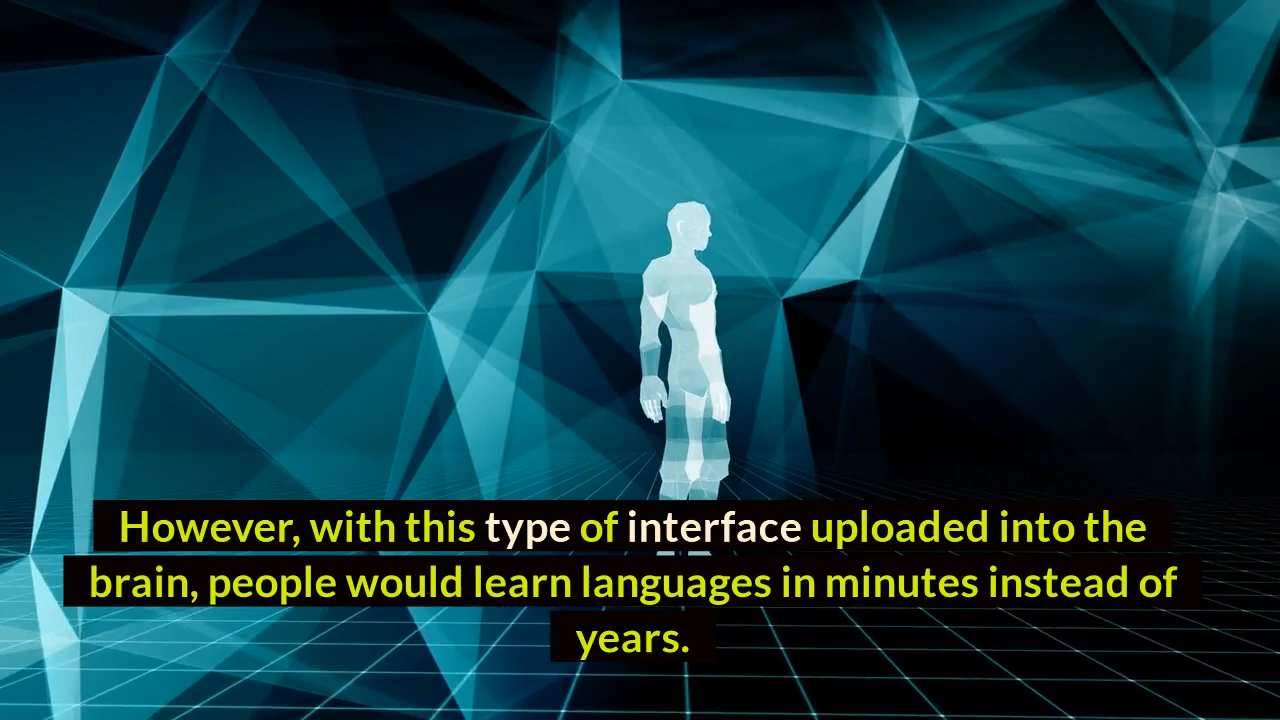 However, with this type of interface uploaded into the
brain, people would learn languages in minutes instead of
years.